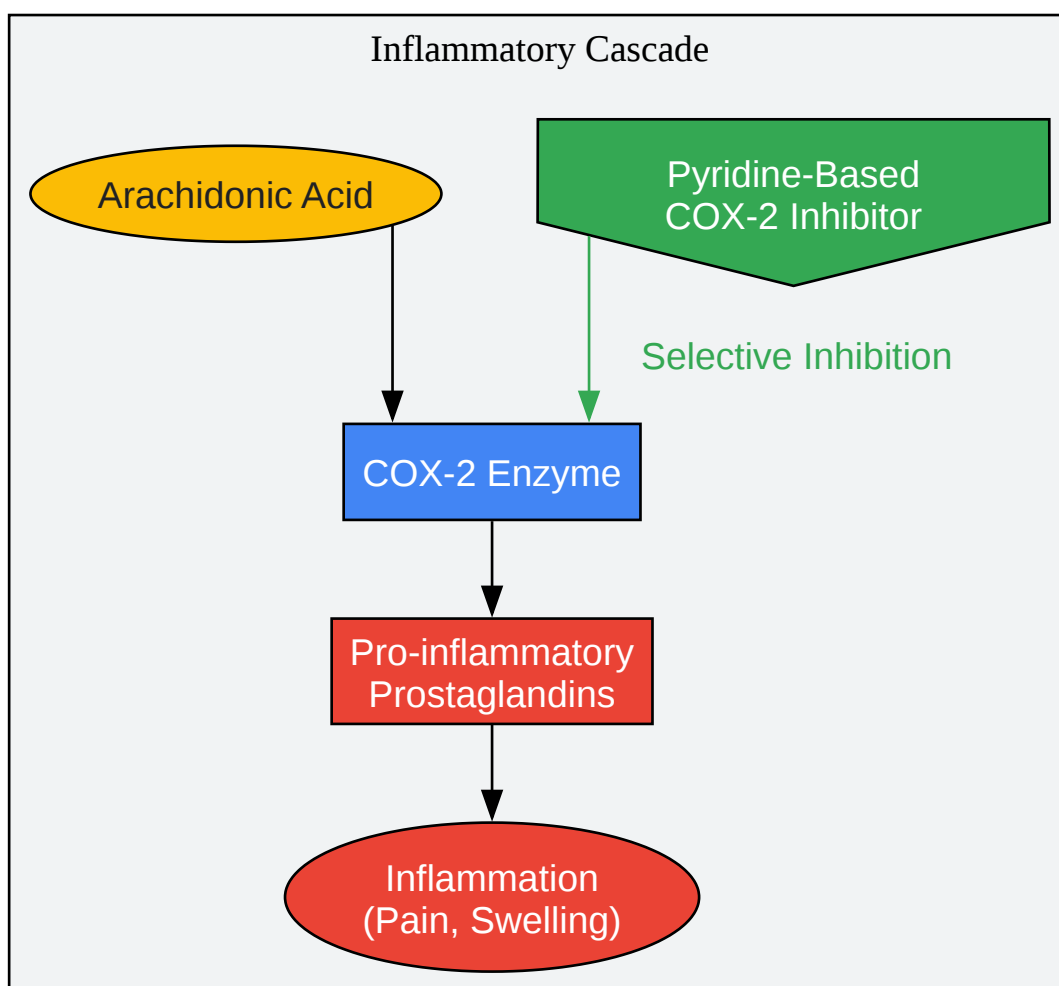 Inflammatory Cascade
Arachidonic Acid
Pyridine-Based
COX-2 Inhibitor
Selective Inhibition
COX-2 Enzyme
Pro-inflammatory
Prostaglandins
Inflammation
(Pain, Swelling)